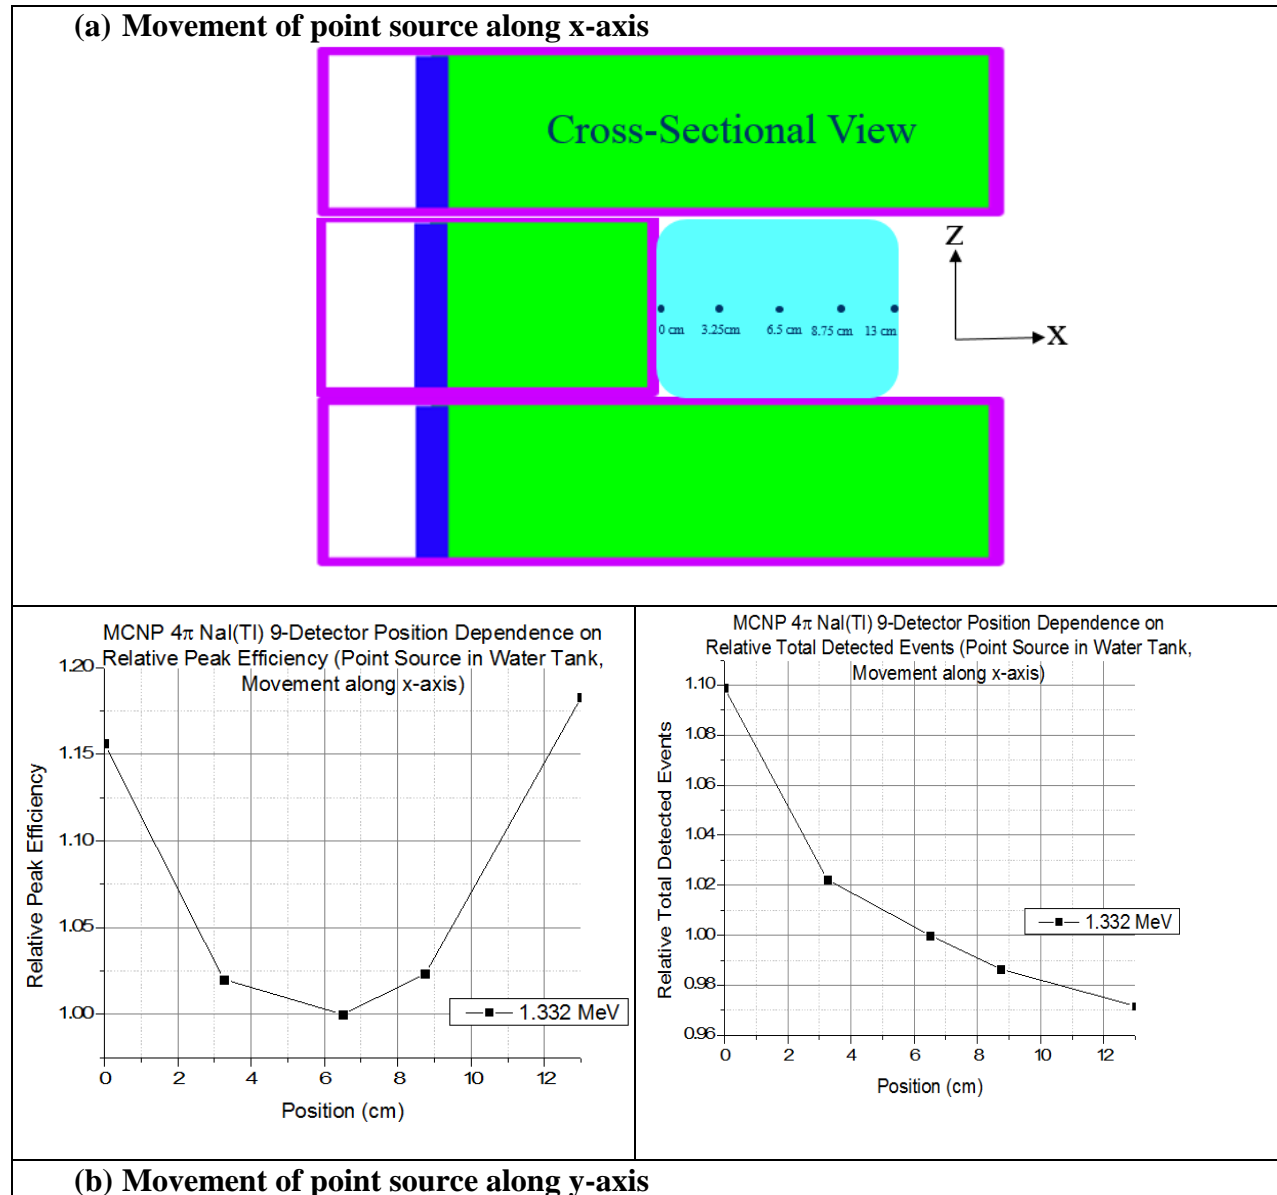 (a) Movement of point source along x-axis
Cross-Sectional View
Z
X
0 cm 3.25cm 6.5 cm 8.75 cm 13 cm
MCNP 4π NaI(Tl) 9-Detector Position Dependence on
Relative Peak Efficiency (Point Source in Water Tank,
Movement along x-axis)
1.20
1.15
1.10
1.05
1.00
Relative Peak Efficiency
1.332 MeV
0 2 4 6 8 10 12
Position (cm)
MCNP 4π NaI(Tl) 9-Detector Position Dependence on
Relative Total Detected Events (Point Source in Water Tank,
Movement along x-axis)
1.10
1.08
1.06
1.04
1.02
1.00
0.98
0.96
Relative Total Detected Events
1.332 MeV
0 2 4 6 8 10 12
Position (cm)
(b) Movement of point source along y-axis